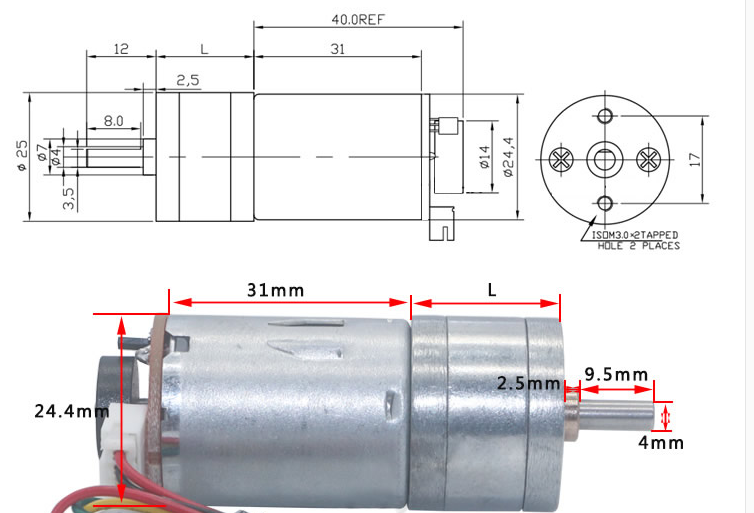 40.0REF
12
L
31
2,5
8.0
ϕ25
ϕ7
ϕ4
3,5
ϕ14
ϕ24,4
17
ISOM3.0×2TAPPED
HOLE 2 PLACES
31mm
L
9.5mm
2.5mm
24.4mm
4mm